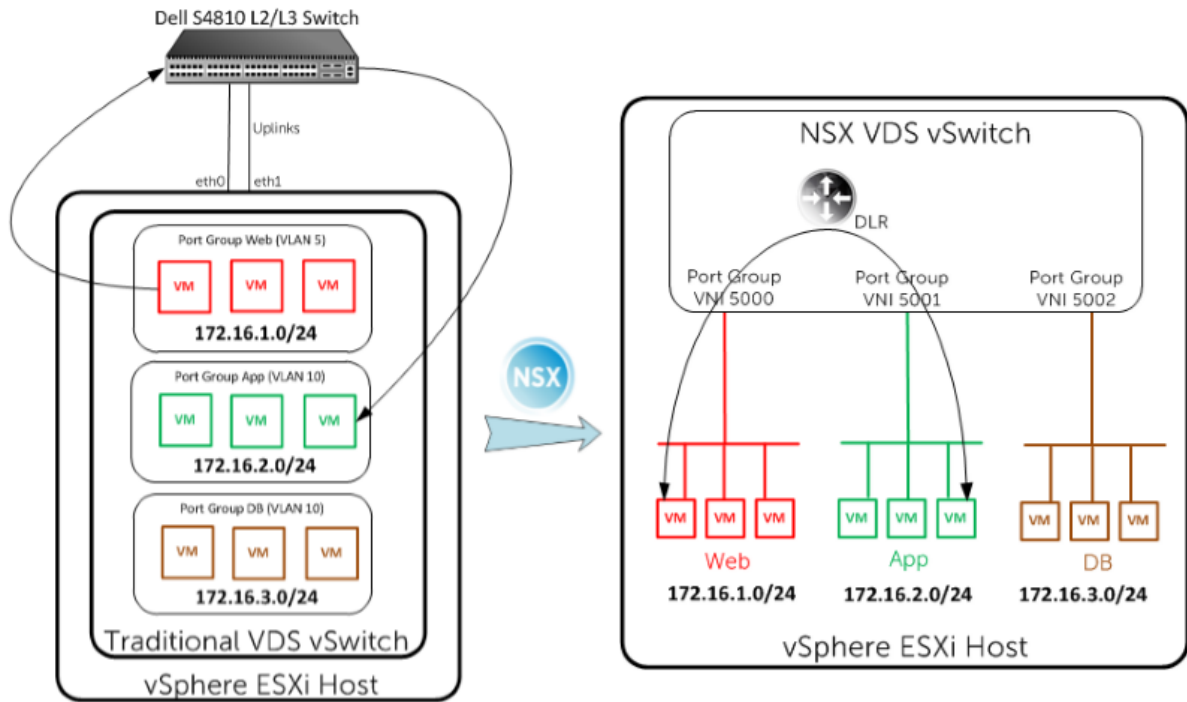 Dell S4810 L2/L3 Switch
Uplinks
eth0
eth1
Port Group Web (VLAN 5)
VM
VM
VM
172.16.1.0/24
Port Group App (VLAN 10)
VM
VM
VM
172.16.2.0/24
Port Group DB (VLAN 10)
VM
VM
VM
172.16.3.0/24
Traditional VDS vSwitch
vSphere ESXi Host
NSX
NSX VDS vSwitch
DLR
Port Group
VNI 5000
Port Group
VNI 5001
Port Group
VNI 5002
VM
VM
VM
Web
172.16.1.0/24
VM
VM
VM
App
172.16.2.0/24
VM
VM
VM
DB
172.16.3.0/24
vSphere ESXi Host